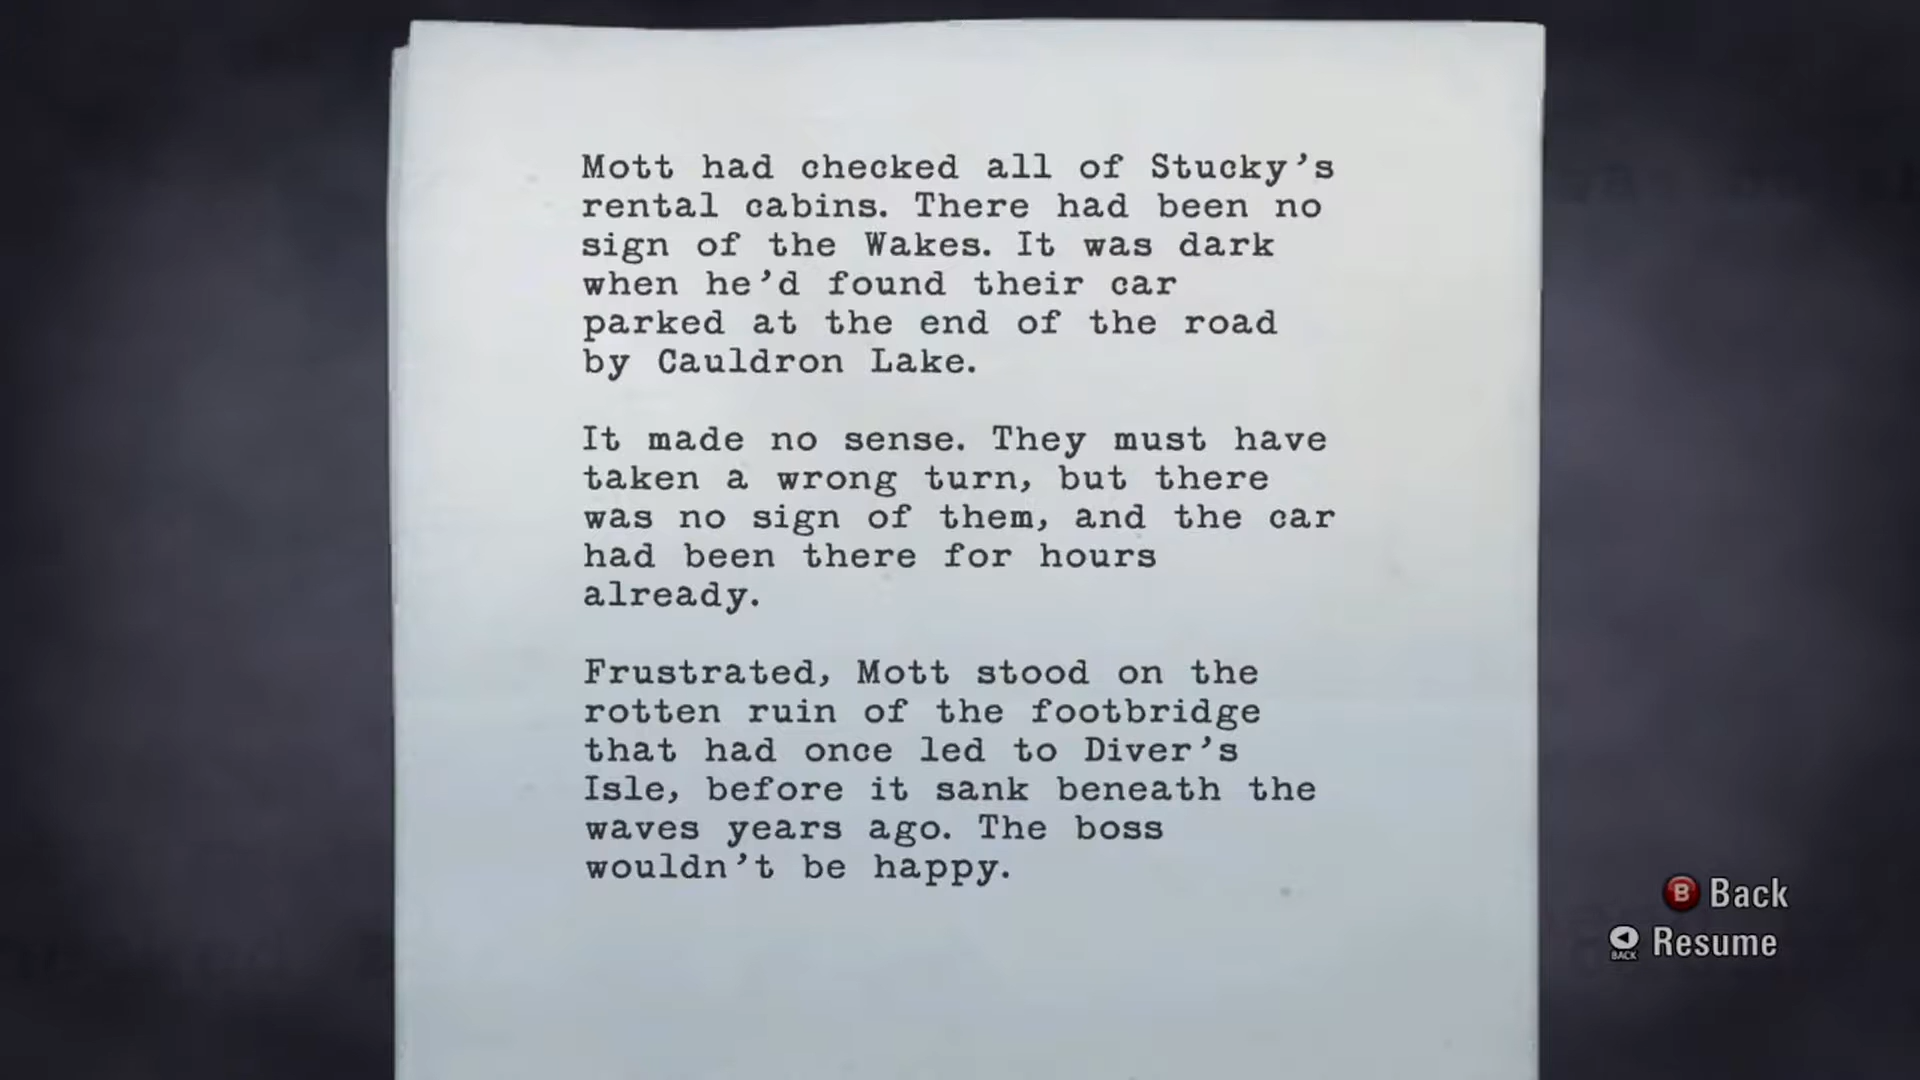 Mott had checked all of Stucky's
rental cabins. There had been no
sign of the Wakes. It was dark
when he'd found their car
parked at the end of the road
by Cauldron Lake.
It made no sense. They must have
taken a wrong turn, but there
was no sign of them, and the car
had been there for hours
already.
Frustrated, Mott stood on the
rotten ruin of the footbridge
that had once led to Diver's
Isle, before it sank beneath the
waves years ago. The boss
wouldn't be happy.
B Back
BACK Resume